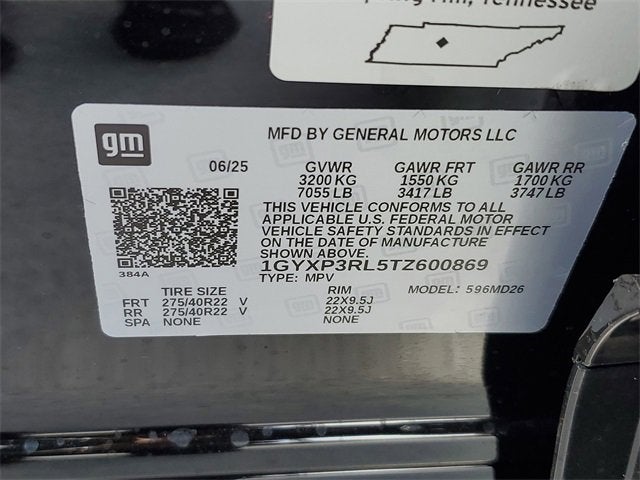 Hill, Tennessee
gm
MFD BY GENERAL MOTORS LLC
06/25 GVWR GAWR FRT GAWR RR
3200 KG 1550 KG 1700 KG
7055 LB 3417 LB 3747 LB
THIS VEHICLE CONFORMS TO ALL
APPLICABLE U.S. FEDERAL MOTOR
VEHICLE SAFETY STANDARDS IN EFFECT
ON THE DATE OF MANUFACTURE
SHOWN ABOVE.
384A
1GYXP3RL5TZ600869
TYPE: MPV
TIRE SIZE RIM MODEL: 596MD26
FRT 275/40R22 V 22X9.5J
RR 275/40R22 V 22X9.5J
SPA NONE NONE